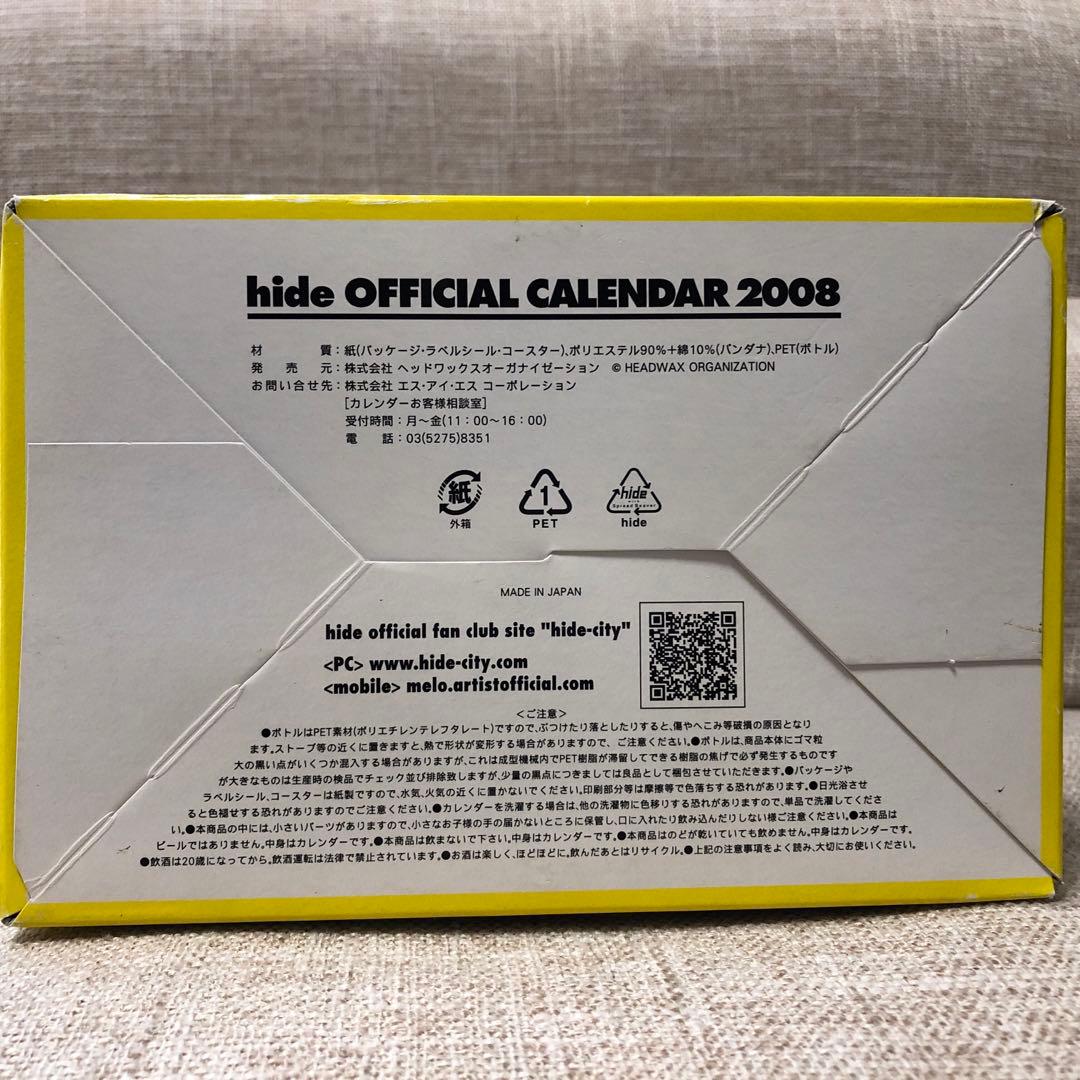 hide OFFICIAL CALENDAR 2008
材　　　質：紙(パッケージ・ラベルシール・コースター)、ポリエステル90%+綿10%(バンダナ)、PET(ボトル)
発　売　元：株式会社 ヘッドワックスオーガナイゼーション　© HEADWAX ORGANIZATION
お問い合せ先：株式会社 エス・アイ・エス コーポレーション
[カレンダーお客様相談室]
受付時間：月〜金(11：00〜16：00)
電　　話：03(5275)8351
紙
外箱
1
PET
hide
with Spread Beaver
hide
MADE IN JAPAN
hide official fan club site "hide-city"
<PC> www.hide-city.com
<mobile> melo.artistofficial.com
＜ご注意＞
●ボトルはPET素材(ポリエチレンテレフタレート)ですので、ぶつけたり落としたりすると、傷やへこみ等破損の原因となり
ます。ストーブ等の近くに置きますと、熱で形状が変形する場合がありますので、ご注意ください。●ボトルは、商品本体にゴマ粒
大の黒い点がいくつか混入する場合がありますが、これは成型機械内でPET樹脂が滞留してできる樹脂の焦げで必ず発生するものです
が大きなものは生産時の検品でチェック並び排除致しますが、少量の黒点につきましては良品として梱包させていただきます。●パッケージや
ラベルシール、コースターは紙製ですので、水気、火気の近くに置かないでください。印刷部分等は摩擦等で色落ちする恐れがあります。●日光浴させ
ると色褪せする恐れがありますのでご注意ください。●カレンダーを洗濯する場合は、他の洗濯物に色移りする恐れがありますので、単品で洗濯してくださ
い。●本商品の中には、小さいパーツがありますので、小さなお子様の手の届かないところに保管し、口に入れたり飲み込んだりしない様ご注意ください。●本商品は
ビールではありません。中身はカレンダーです。●本商品は飲まないで下さい。中身はカレンダーです。●本商品はのどが乾いていても飲めません。中身はカレンダーです。
●飲酒は20歳になってから。飲酒運転は法律で禁止されています。●お酒は楽しく、ほどほどに。飲んだあとはリサイクル。●上記の注意事項をよく読み、大切にお使いください。